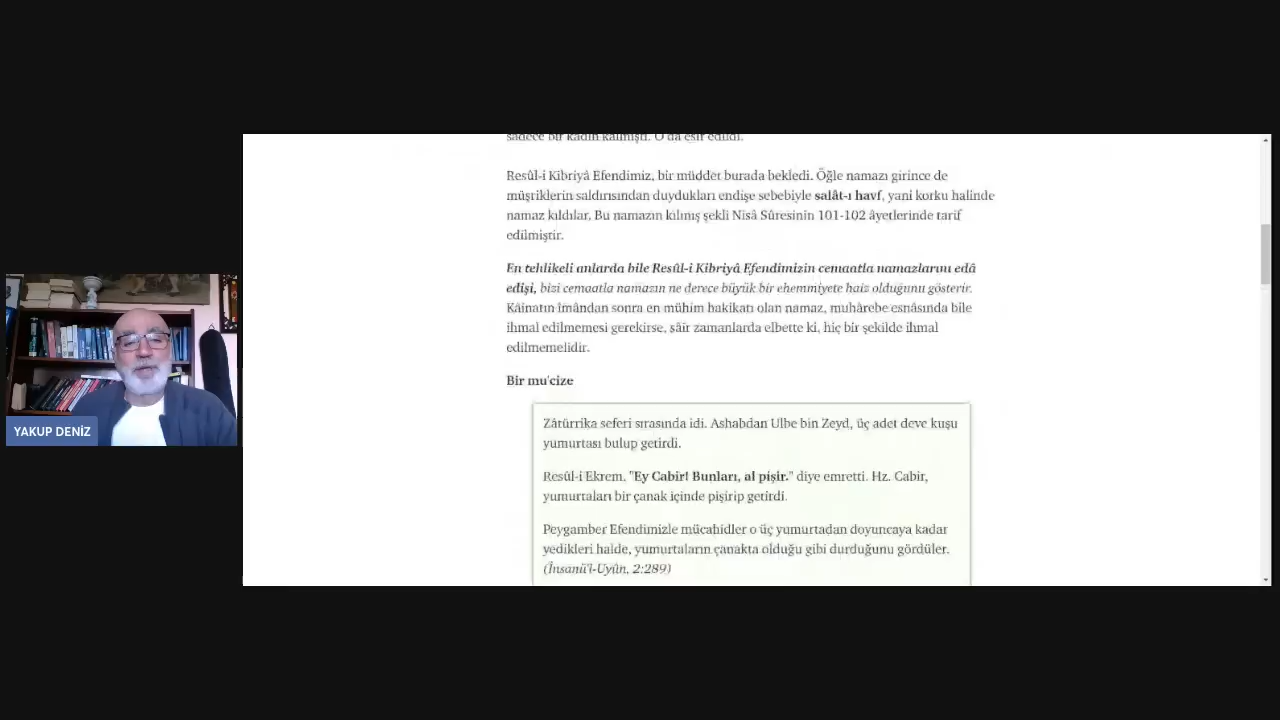 sadece bir kadın kalmıştı. O da esir edildi.
Resûl-i Kibriyâ Efendimiz, bir müddet burada bekledi. Öğle namazı girince de
müşriklerin saldırısından duydukları endişe sebebiyle salât-ı havf, yani korku halinde
namaz kıldılar. Bu namazın kılınış şekli Nisâ Sûresinin 101-102 âyetlerinde tarif
edilmiştir.
En tehlikeli anlarda bile Resûl-i Kibriyâ Efendimizin cemaatla namazlarını edâ
edişi, bizi cemaatla namazın ne derece büyük bir ehemmiyete haiz olduğunu gösterir.
Kâinatın îmândan sonra en mühim hakikatı olan namaz, muhârebe esnâsında bile
ihmal edilmemesi gerekirse, sâir zamanlarda elbette ki, hiç bir şekilde ihmal
edilmemelidir.
Bir mu'cize
Zâtürrika seferi sırasında idi. Ashabdan Ulbe bin Zeyd, üç adet deve kuşu
yumurtası bulup getirdi.
Resûl-i Ekrem, "Ey Cabir! Bunları, al pişir." diye emretti. Hz. Cabir,
yumurtaları bir çanak içinde pişirip getirdi.
Peygamber Efendimizle mücahidler o üç yumurtadan doyuncaya kadar
yedikleri halde, yumurtaların çanakta olduğu gibi durduğunu gördüler.
(İnsanü'l-Uyûn, 2:289)
YAKUP DENİZ